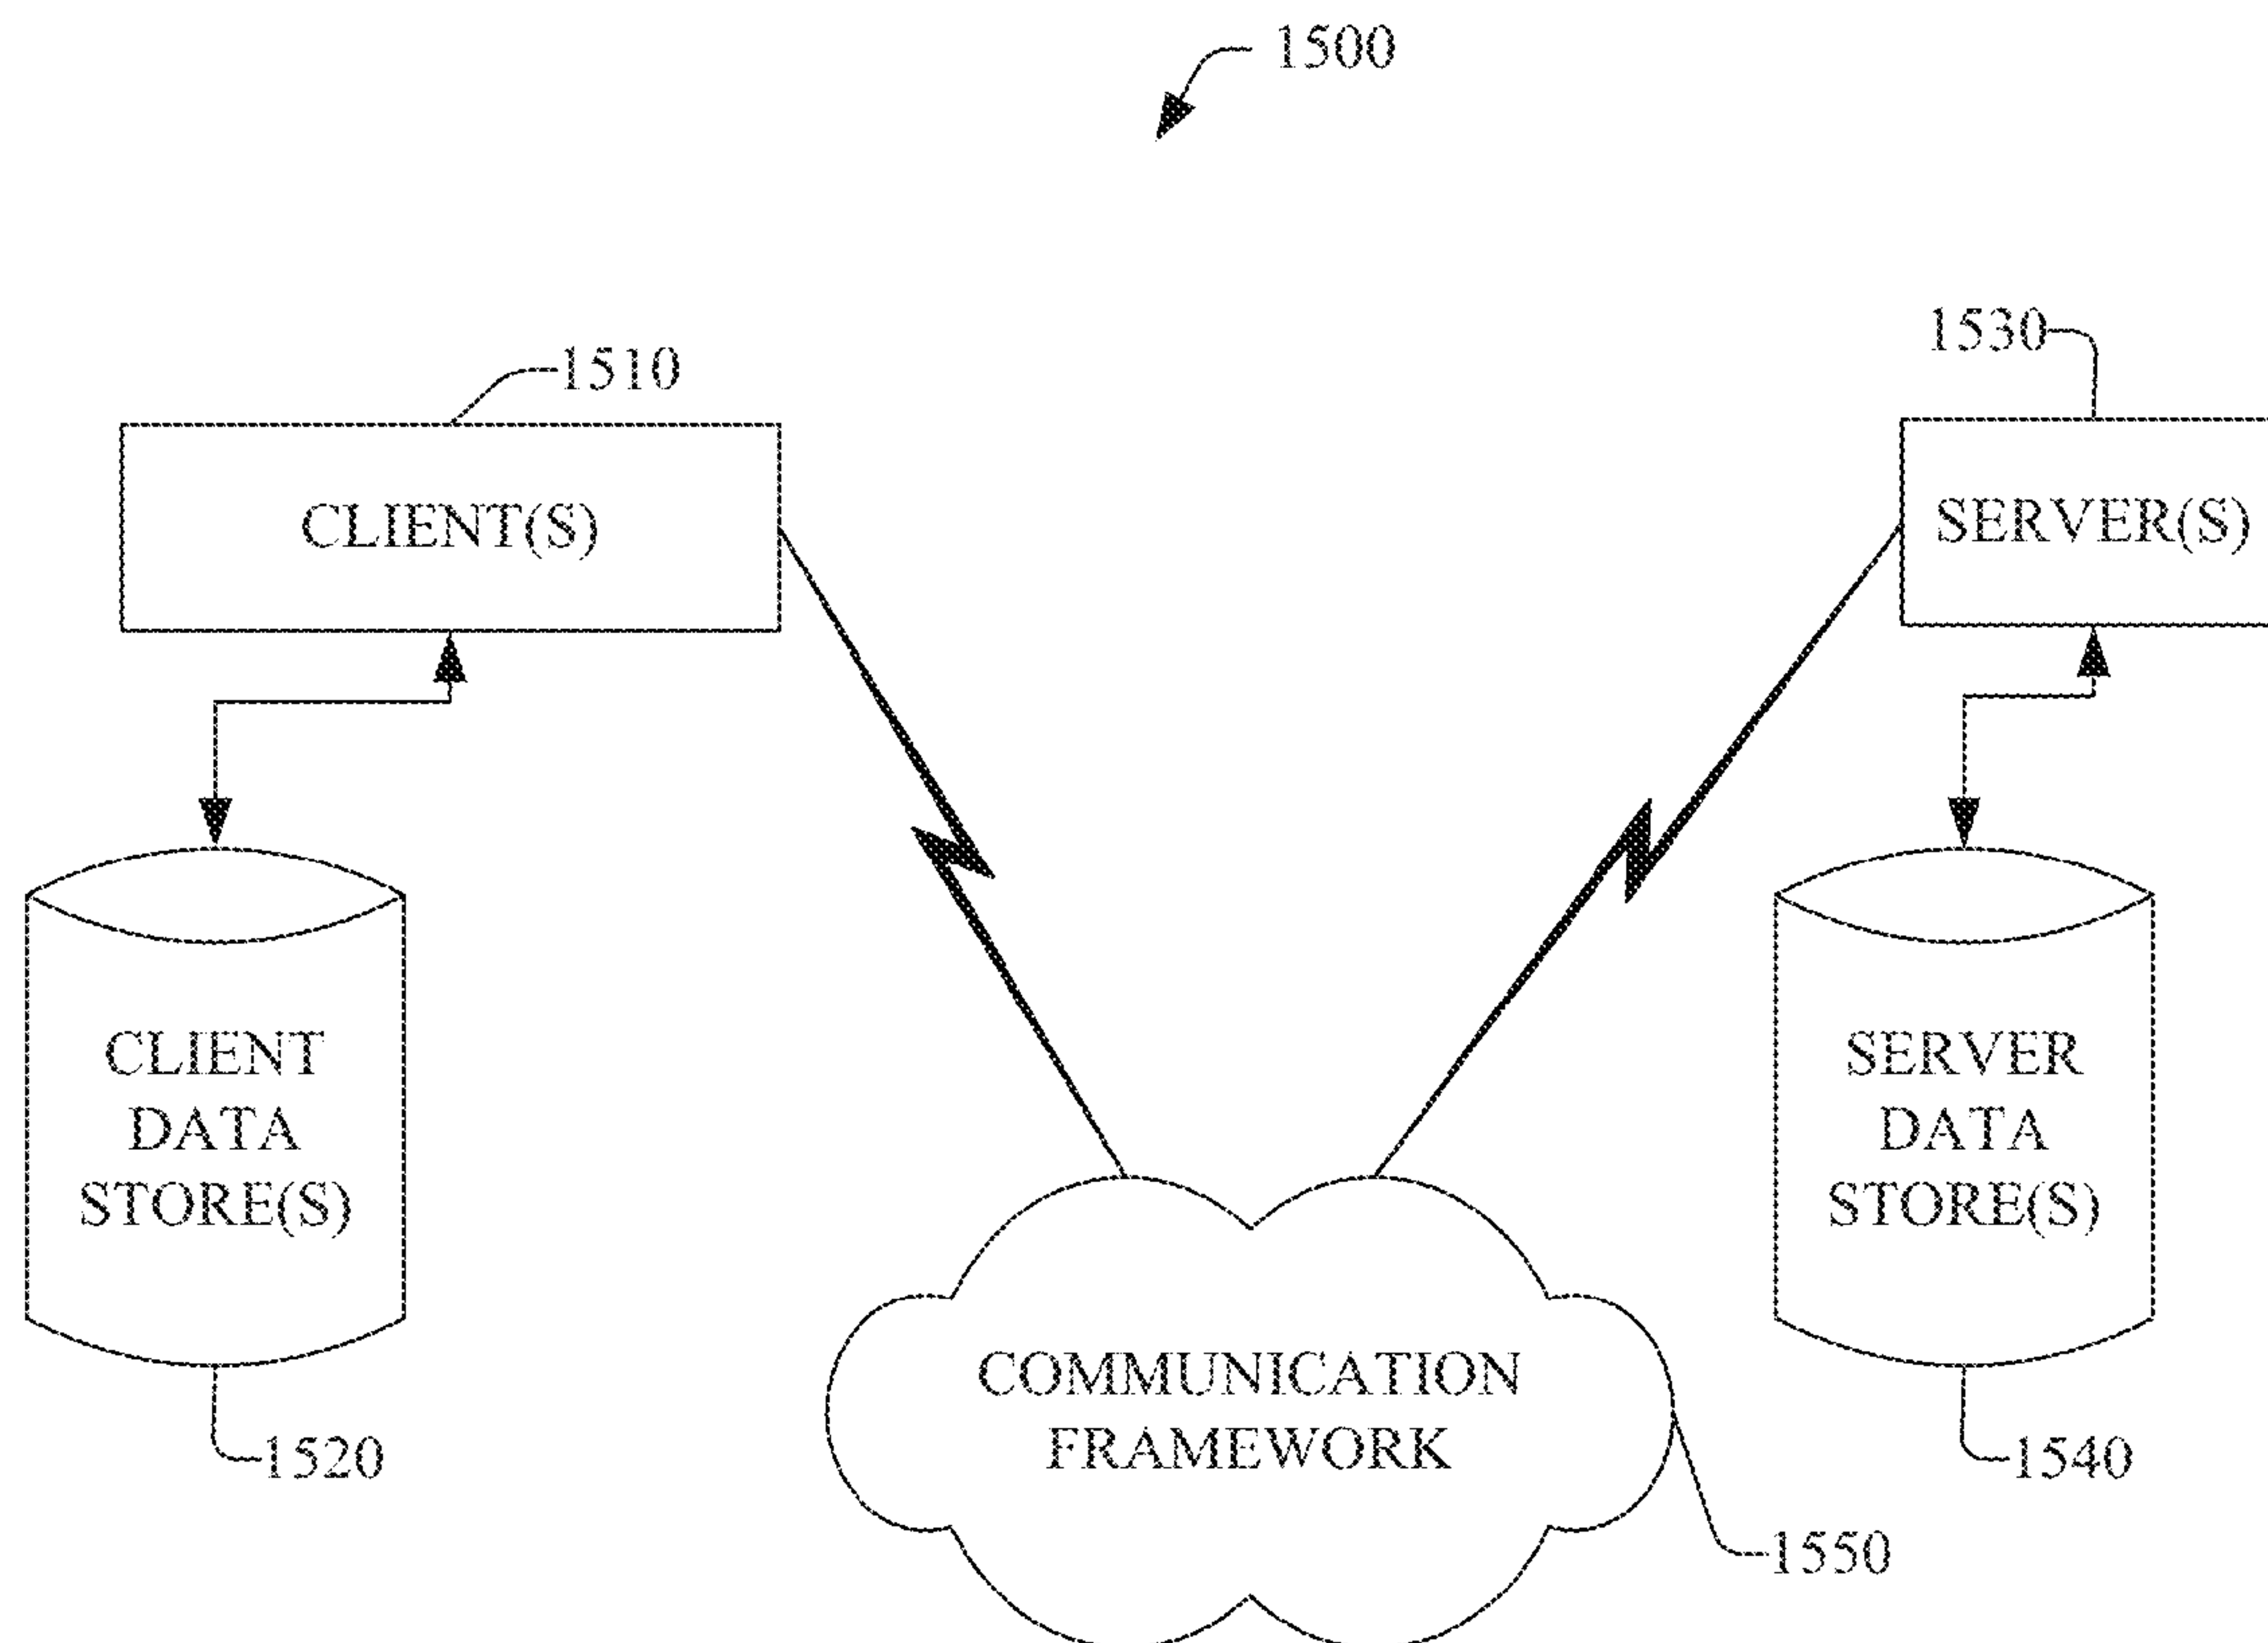 1500
1530
1510
CLIENT(S)
SERVER(S)
CLIENT
DATA
STORE(S)
SERVER
DATA
STORE(S)
COMMUNICATION
FRAMEWORK
1520
1540
1550